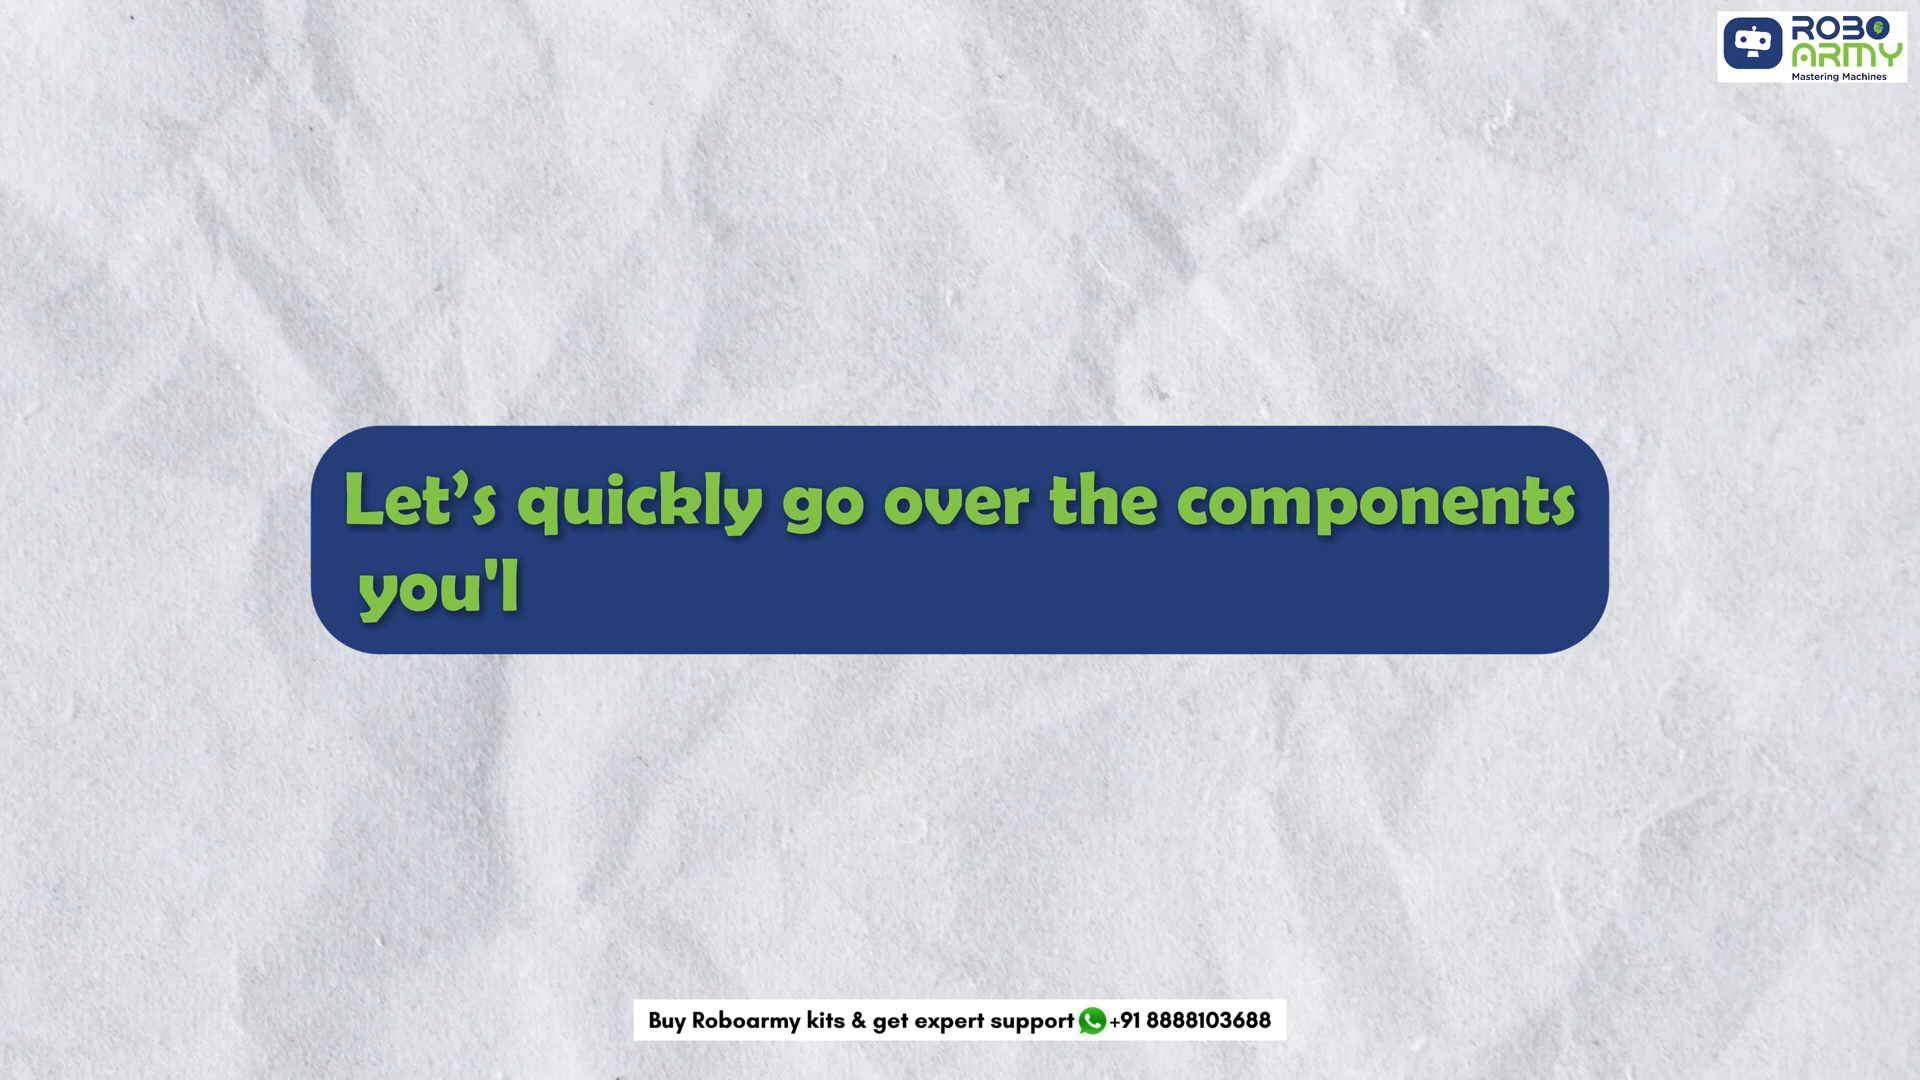 ROBO
ARMY
Mastering Machines
Let’s quickly go over the components
you'l
Buy Roboarmy kits & get expert support +91 8888103688